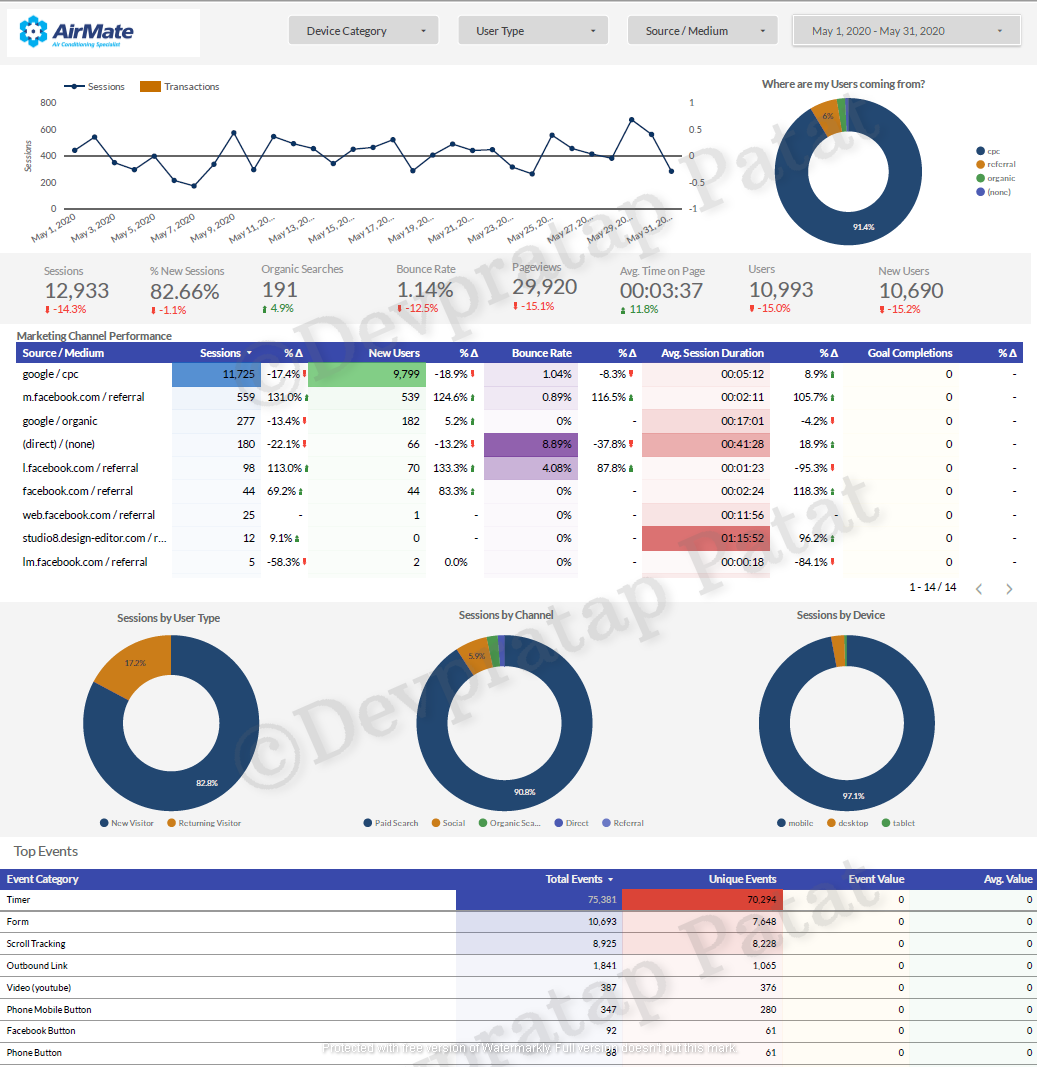 AirMate
Air Conditioning Specialist
Device Category
User Type
Source / Medium
May 1, 2020 - May 31, 2020
Sessions Transactions
Where are my Users coming from?
800 1
600 0.5
400 0
200 -0.5
0 -1
Sessions
May 1, 2020 May 3, 2020 May 5, 2020 May 7, 2020 May 9, 2020 May 11, 20... May 13, 20... May 15, 20... May 17, 20... May 19, 20... May 21, 20... May 23, 20... May 25, 20... May 27, 20... May 29, 20... May 31, 20...
6%
91.4%
cpc
referral
organic
(none)
Sessions % New Sessions Organic Searches Bounce Rate Pageviews Avg. Time on Page Users New Users
12,933 82.66% 191 1.14% 29,920 00:03:37 10,993 10,690
-14.3% -1.1% 4.9% -12.5% -15.1% 11.8% -15.0% -15.2%
Marketing Channel Performance
Source / Medium Sessions % Δ New Users % Δ Bounce Rate % Δ Avg. Session Duration % Δ Goal Completions % Δ
google / cpc 11,725 -17.4% 9,799 -18.9% 1.04% -8.3% 00:05:12 8.9% 0 -
m.facebook.com / referral 559 131.0% 539 124.6% 0.89% 116.5% 00:02:11 105.7% 0 -
google / organic 277 -13.4% 182 5.2% 0% - 00:17:01 -4.2% 0 -
(direct) / (none) 180 -22.1% 66 -13.2% 8.89% -37.8% 00:41:28 18.9% 0 -
l.facebook.com / referral 98 113.0% 70 133.3% 4.08% 87.8% 00:01:23 -95.3% 0 -
facebook.com / referral 44 69.2% 44 83.3% 0% - 00:02:24 118.3% 0 -
web.facebook.com / referral 25 - 1 - 0% - 00:11:56 - 0 -
studio8.design-editor.com / r... 12 9.1% 0 - 0% - 01:15:52 96.2% 0 -
lm.facebook.com / referral 5 -58.3% 2 0.0% 0% - 00:00:18 -84.1% 0 -
1 - 14 / 14
Sessions by User Type
17.2%
82.8%
New Visitor Returning Visitor
Sessions by Channel
5.9%
90.8%
Paid Search Social Organic Sea... Direct Referral
Sessions by Device
97.1%
mobile desktop tablet
Top Events
Event Category Total Events Unique Events Event Value Avg. Value
Timer 75,381 70,294 0 0
Form 10,693 7,648 0 0
Scroll Tracking 8,925 8,228 0 0
Outbound Link 1,841 1,065 0 0
Video (youtube) 387 376 0 0
Phone Mobile Button 347 280 0 0
Facebook Button 92 61 0 0
Phone Button 88 61 0 0
©Devpratap Patat
©Devpratap Patat
Protected with free version of Watermarkly. Full version doesn't put this mark.